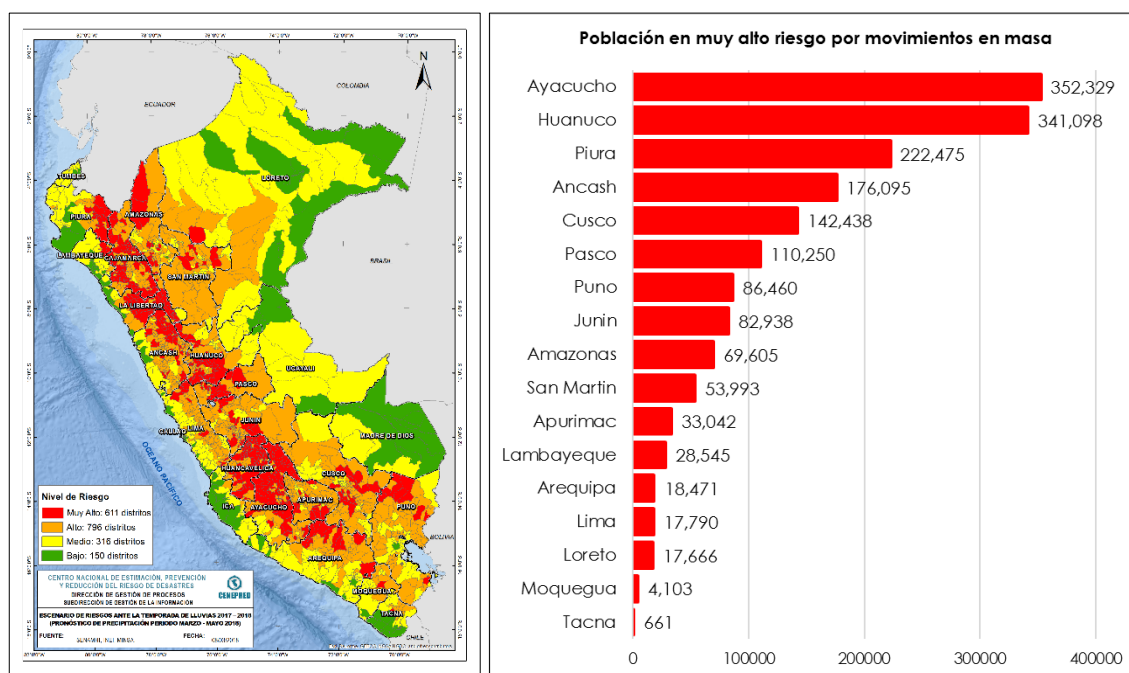 ECUADOR
COLOMBIA
N
TUMBES
LORETO
PIURA
AMAZONAS
LAMBAYEQUE
CAJAMARCA
SAN MARTIN
BRASIL
LA LIBERTAD
ANCASH
HUANUCO
UCAYALI
PASCO
JUNIN
LIMA
CALLAO
MADRE DE DIOS
HUANCAVELICA
CUSCO
OCEANO PACIFICO
ICA
AYACUCHO
APURIMAC
PUNO
BOLIVIA
AREQUIPA
MOQUEGUA
TACNA
CHILE
Nivel de Riesgo
Muy Alto: 611 distritos
Alto: 796 distritos
Medio: 316 distritos
Bajo: 150 distritos
CENTRO NACIONAL DE ESTIMACIÓN, PREVENCIÓN
Y REDUCCIÓN DEL RIESGO DE DESASTRES
DIRECCIÓN DE GESTIÓN DE PROCESOS
SUBDIRECCIÓN DE GESTIÓN DE LA INFORMACIÓN
CENEPRED
ESCENARIO DE RIESGOS ANTE LA TEMPORADA DE LLUVIAS 2017 - 2018
(PRONÓSTICO DE PRECIPITACIÓN PERIODO MARZO - MAYO 2018)
FUENTE:
FECHA:
Población en muy alto riesgo por movimientos en masa
Ayacucho 352,329
Huanuco 341,098
Piura 222,475
Ancash 176,095
Cusco 142,438
Pasco 110,250
Puno 86,460
Junin 82,938
Amazonas 69,605
San Martin 53,993
Apurimac 33,042
Lambayeque 28,545
Arequipa 18,471
Lima 17,790
Loreto 17,666
Moquegua 4,103
Tacna 661
0 100000 200000 300000 400000